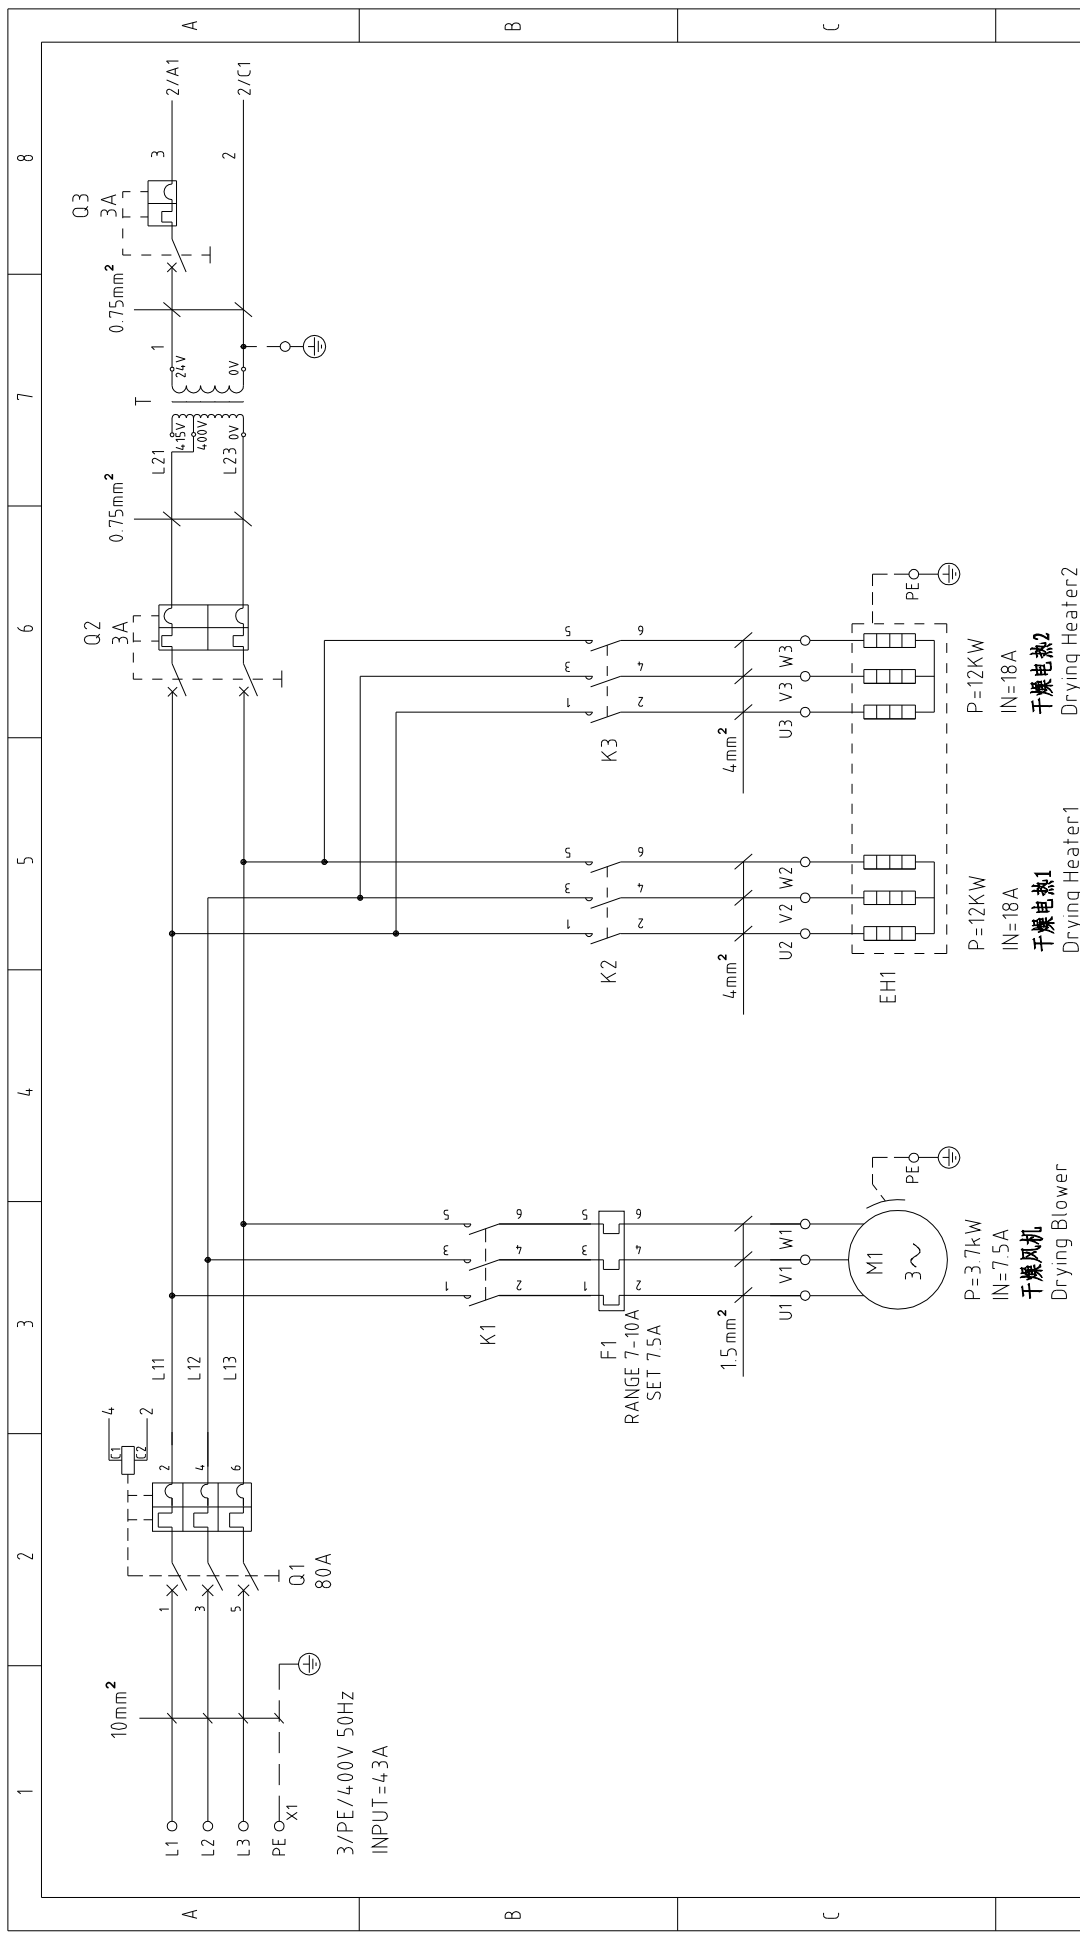 1
2
3
4
5
6
7
8
A
A
B
B
C
C
L1
L2
L3
PE
X1
10mm²
3/PE/400V 50Hz
INPUT=43A
1
3
5
Q1
80A
2
4
6
C1
C2
4
2
L11
L12
L13
K1
1
3
5
2
4
6
F1
RANGE 7-10A
SET 7.5A
1
3
5
2
4
6
1.5mm²
U1
V1
W1
M1
3~
PE
P=3.7kW
IN=7.5A
干燥风机
Drying Blower
K2
1
3
5
2
4
6
4mm²
U2
V2
W2
EH1
P=12KW
IN=18A
干燥电热1
Drying Heater1
K3
1
3
5
2
4
6
4mm²
U3
V3
W3
PE
P=12KW
IN=18A
干燥电热2
Drying Heater2
Q2
3A
0.75mm²
L21
L23
415V
400V
0V
T
24V
0V
1
0.75mm²
Q3
3A
3
2
2/A1
2/C1